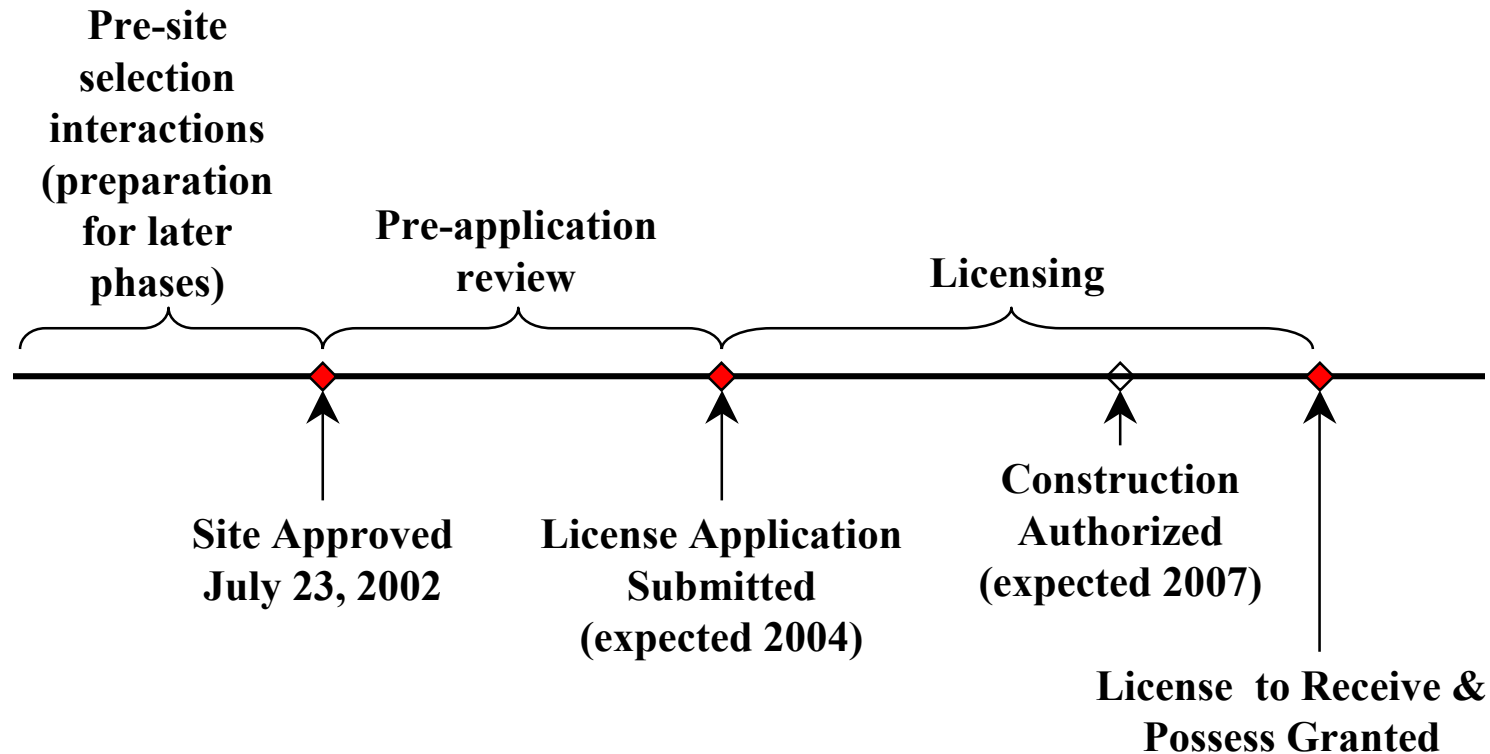 Pre-site
selection
interactions
(preparation
for later
phases)
Pre-application
review
Licensing
Site Approved
July 23, 2002
License Application
Submitted
(expected 2004)
Construction
Authorized
(expected 2007)
License to Receive &
Possess Granted